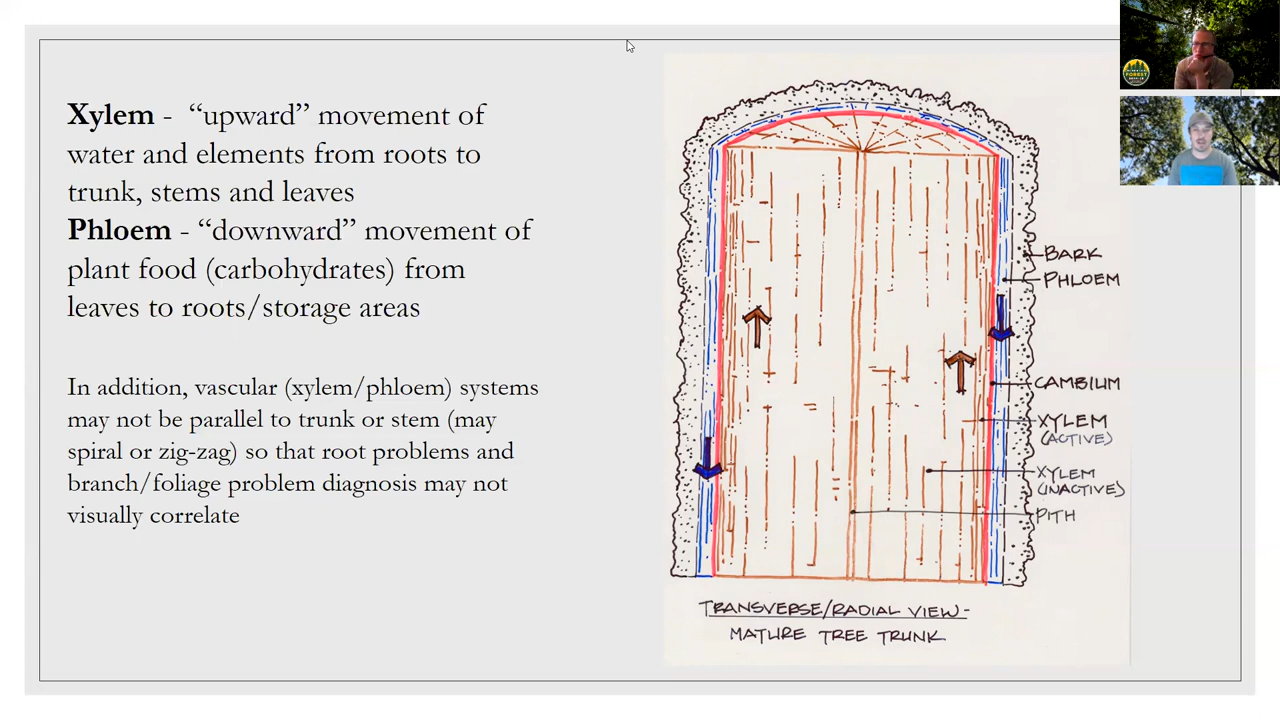 Xylem - “upward” movement of
water and elements from roots to
trunk, stems and leaves
Phloem - “downward” movement of
plant food (carbohydrates) from
leaves to roots/storage areas
In addition, vascular (xylem/phloem) systems
may not be parallel to trunk or stem (may
spiral or zig-zag) so that root problems and
branch/foliage problem diagnosis may not
visually correlate
BARK
PHLOEM
CAMBIUM
XYLEM
(ACTIVE)
XYLEM
(INACTIVE)
PITH
TRANSVERSE/RADIAL VIEW-
MATURE TREE TRUNK
FOREST